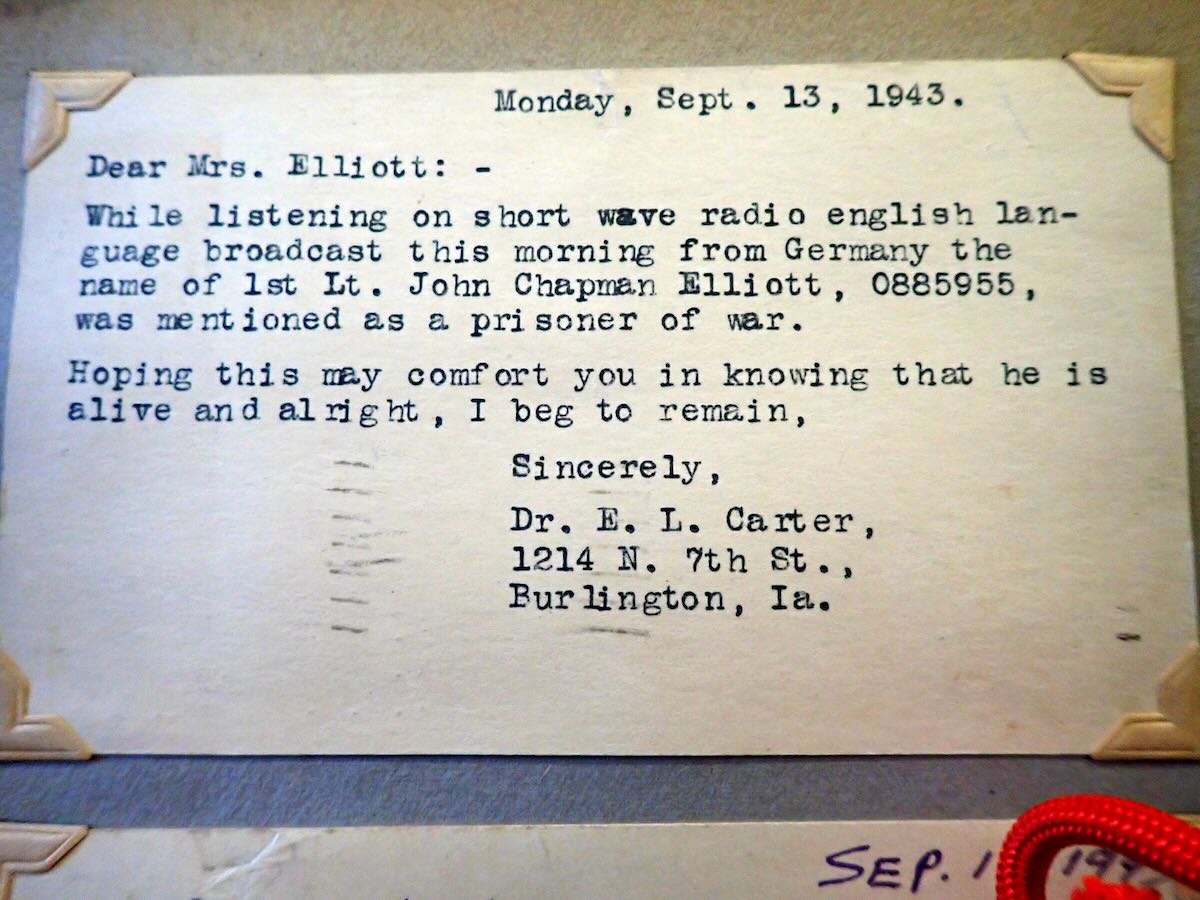 Monday, Sept. 13, 1943.
Dear Mrs. Elliott: -
While listening on short wave radio english lan-
guage broadcast this morning from Germany the
name of 1st Lt. John Chapman Elliott, 0885955,
was mentioned as a prisoner of war.
Hoping this may comfort you in knowing that he is
alive and alright, I beg to remain,
Sincerely,
Dr. E. L. Carter,
1214 N. 7th St.,
Burlington, Ia.
SEP.